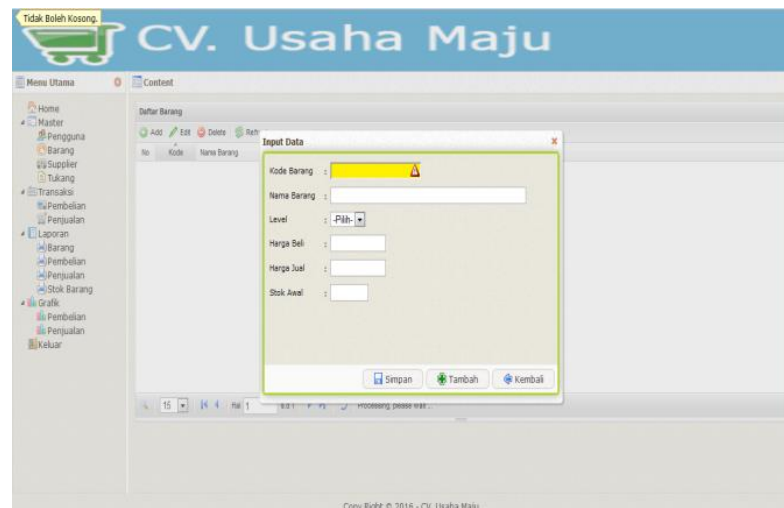 Tidak Boleh Kosong.
CV. Usaha Maju
Menu Utama
Content
Home
Master
Pengguna
Barang
Supplier
Tukang
Transaksi
Pembelian
Penjualan
Laporan
Barang
Pembelian
Penjualan
Stok Barang
Grafik
Pembelian
Penjualan
Keluar
Daftar Barang
Add Edit Delete
No Kode Nama Barang
Input Data
Kode Barang :
Nama Barang :
Level : -Pilih-
Harga Beli :
Harga Jual :
Stok Awal :
Simpan Tambah Kembali
15 Hal 1 Processing, please wait ...
Copy Right © 2016 - CV. Usaha Maju